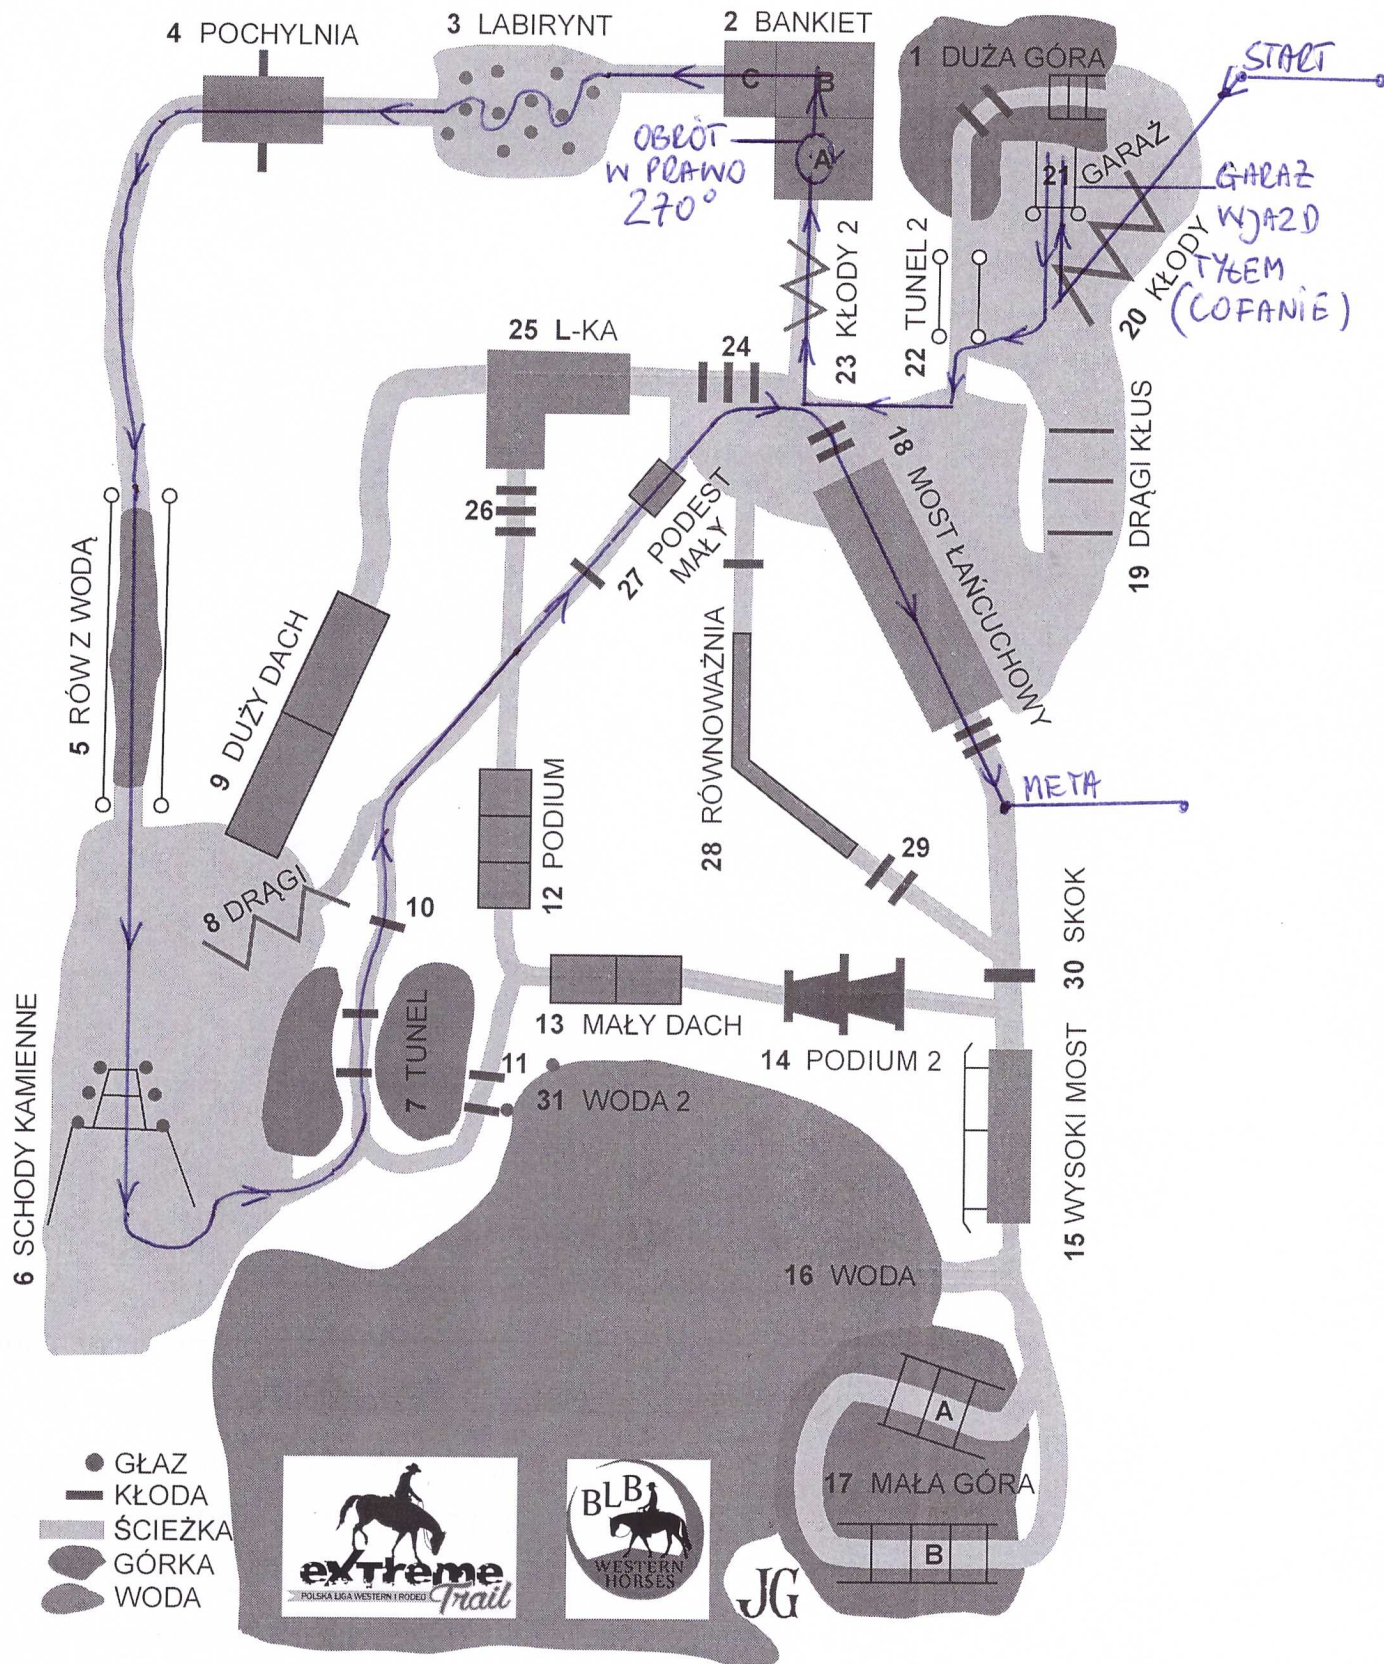 4 POCHYLNIA
3 LABIRYNT
2 BANKIET
1 DUŻA GÓRA
START
C
B
A
OBRÓT
W PRAWO
270°
21 GARAŻ
GARAŻ
WJAZD
TYŁEM
(COFANIE)
20 KŁODY
22 TUNEL 2
23 KŁODY 2
24
25 L-KA
18 MOST ŁAŃCUCHOWY
19 DRĄGI KŁUS
26
27 PODEST
MAŁY
5 RÓW Z WODĄ
9 DUŻY DACH
28 RÓWNOWAŻNIA
META
12 PODIUM
29
8 DRĄGI
10
30 SKOK
6 SCHODY KAMIENNE
7 TUNEL
13 MAŁY DACH
14 PODIUM 2
11
31 WODA 2
15 WYSOKI MOST
16 WODA
A
17 MAŁA GÓRA
B
GŁAZ
KŁODA
ŚCIEŻKA
GÓRKA
WODA
eXTreme
POLSKA LIGA WESTERN I RODEO
Trail
BLB
WESTERN
HORSES
JG